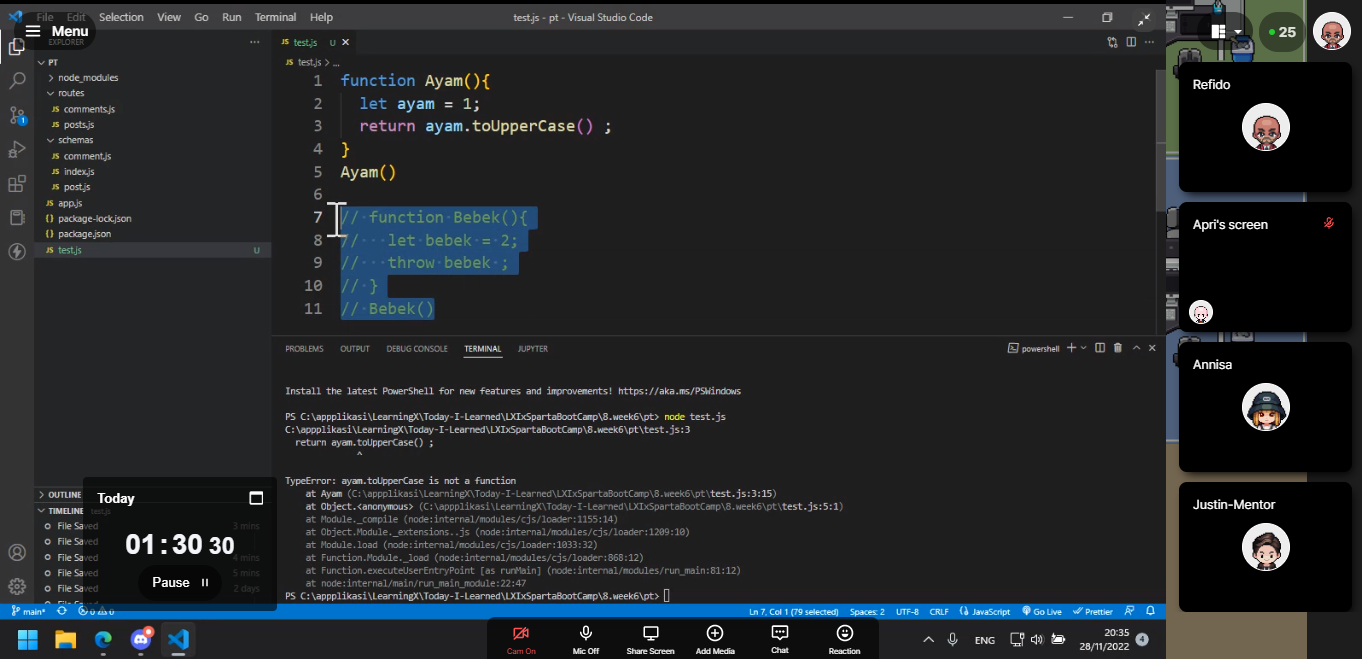 File Edit Selection View Go Run Terminal Help
test.js - pt - Visual Studio Code
Menu
EXPLORER
PT
node_modules
routes
comments.js
posts.js
schemas
comment.js
index.js
post.js
app.js
package-lock.json
package.json
test.js U
OUTLINE
TIMELINE test.js
File Saved 3 mins
File Saved
File Saved 4 mins
File Saved 5 mins
File Saved 2 days
Today
01:30 30
Pause
test.js U
test.js > ...
1 function Ayam(){
2 let ayam = 1;
3 return ayam.toUpperCase() ;
4 }
5 Ayam()
6
7 // function Bebek(){
8 // let bebek = 2;
9 // throw bebek ;
10 // }
11 // Bebek()
PROBLEMS OUTPUT DEBUG CONSOLE TERMINAL JUPYTER
powershell
Install the latest PowerShell for new features and improvements! https://aka.ms/PSWindows
PS C:\appplikasi\LearningX\Today-I-Learned\LXIxSpartaBootCamp\8.week6\pt> node test.js
C:\appplikasi\LearningX\Today-I-Learned\LXIxSpartaBootCamp\8.week6\pt\test.js:3
return ayam.toUpperCase() ;
^
TypeError: ayam.toUpperCase is not a function
at Ayam (C:\appplikasi\LearningX\Today-I-Learned\LXIxSpartaBootCamp\8.week6\pt\test.js:3:15)
at Object.<anonymous> (C:\appplikasi\LearningX\Today-I-Learned\LXIxSpartaBootCamp\8.week6\pt\test.js:5:1)
at Module._compile (node:internal/modules/cjs/loader:1155:14)
at Object.Module._extensions..js (node:internal/modules/cjs/loader:1209:10)
at Module.load (node:internal/modules/cjs/loader:1033:32)
at Function.Module._load (node:internal/modules/cjs/loader:868:12)
at Function.executeUserEntryPoint [as runMain] (node:internal/modules/run_main:81:12)
at node:internal/main/run_main_module:22:47
PS C:\appplikasi\LearningX\Today-I-Learned\LXIxSpartaBootCamp\8.week6\pt>
main* 0 0
Ln 7, Col 1 (79 selected) Spaces: 2 UTF-8 CRLF JavaScript Go Live Prettier
Cam On Mic Off Share Screen Add Media Chat Reaction
ENG
20:35
28/11/2022
4
25
Refido
Apri's screen
Annisa
Justin-Mentor